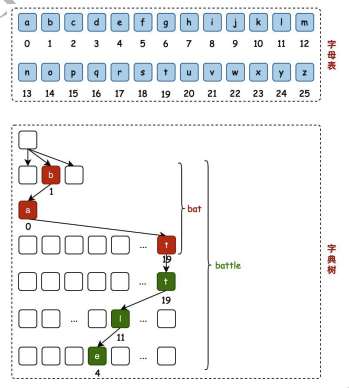 a b c d e f g h i j k l m
0 1 2 3 4 5 6 7 8 9 10 11 12
n o p q r s t u v w x y z
13 14 15 16 17 18 19 20 21 22 23 24 25
字母表
b
1
a
0
bat
... t
19
battle
... t
19
... l ...
11
e ...
4
字典树